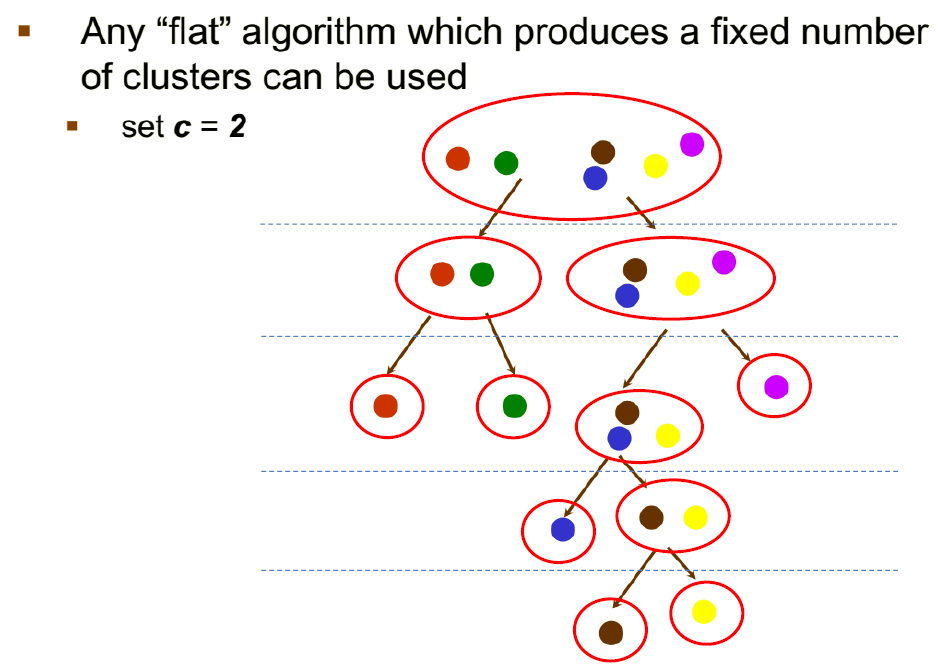 Any “flat” algorithm which produces a fixed number
of clusters can be used
set c = 2